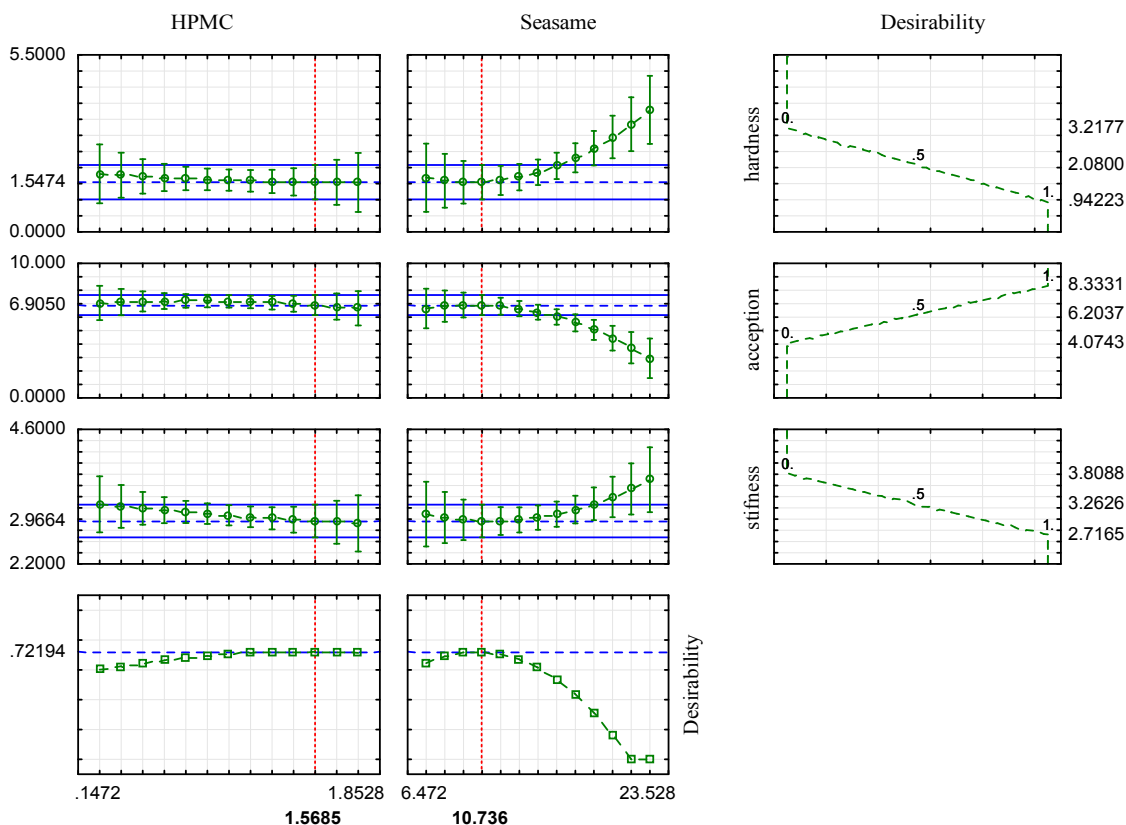 HPMC Seasame Desirability
5.5000
1.5474
0.0000
hardness
0. .5 1.
3.2177
2.0800
.94223
10.000
6.9050
0.0000
acception
0. .5 1.
8.3331
6.2037
4.0743
4.6000
2.9664
2.2000
stifness
0. .5 1.
3.8088
3.2626
2.7165
.72194
Desirability
.1472 1.8528 6.472 23.528
1.5685 10.736